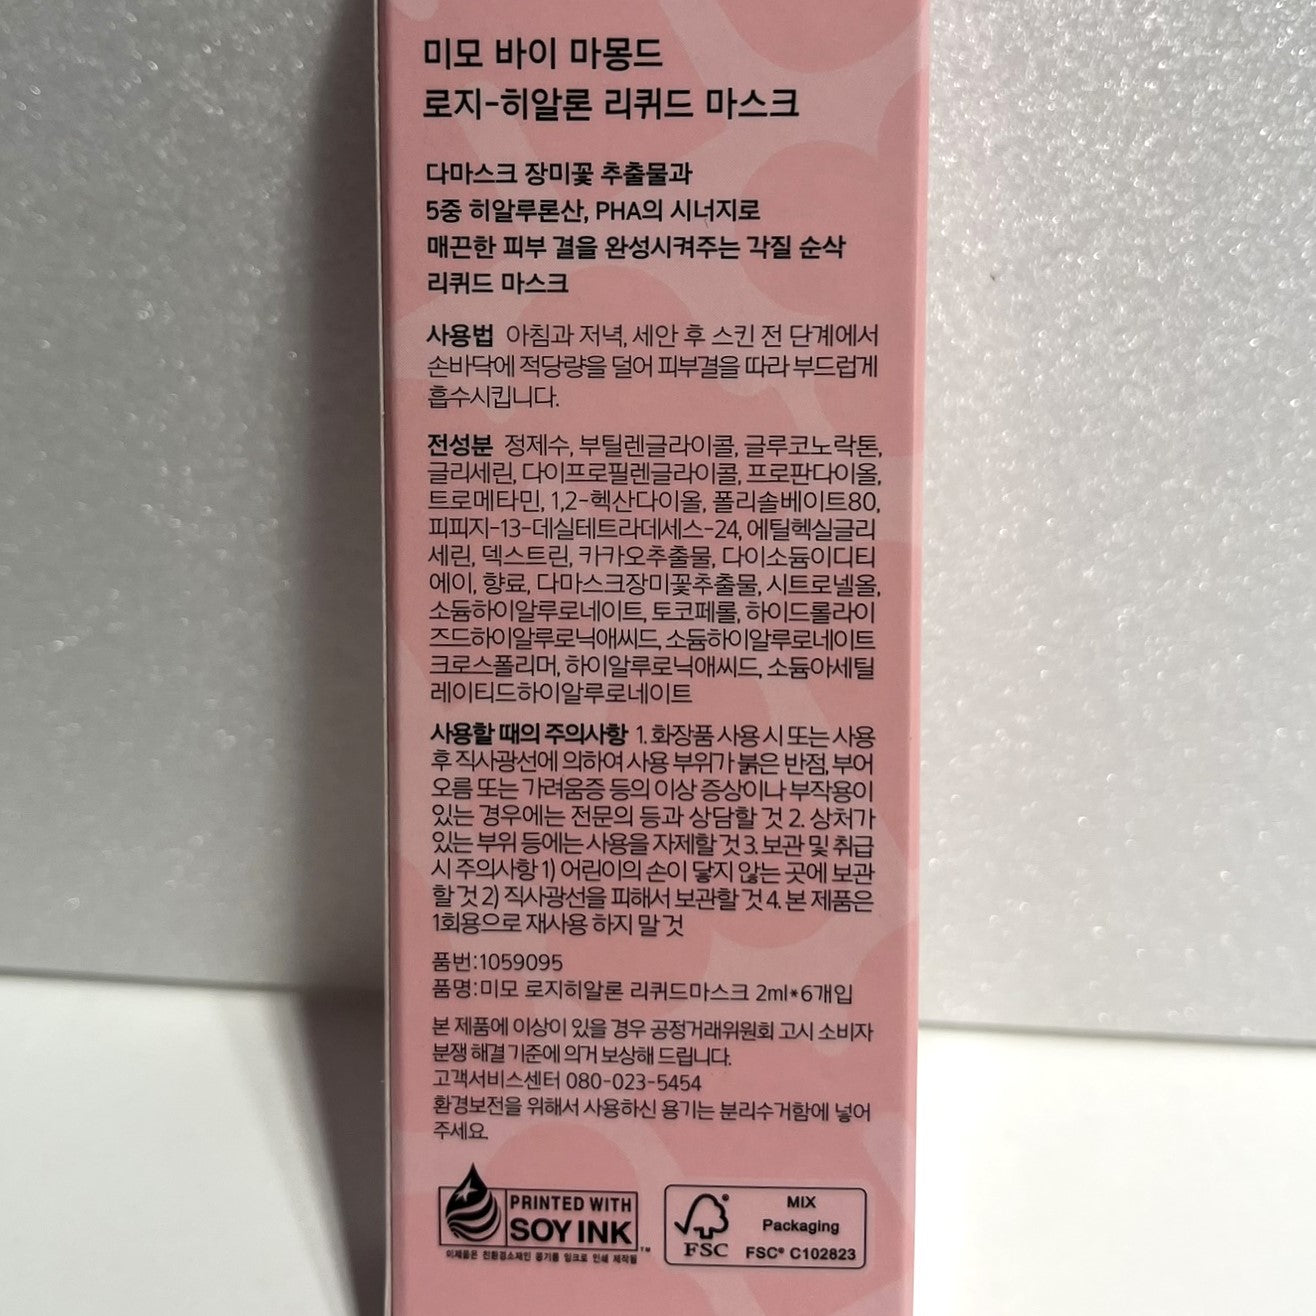 미모 바이 마몽드
로지-히알론 리퀴드 마스크
다마스크 장미꽃 추출물과
5중 히알루론산, PHA의 시너지로
매끈한 피부 결을 완성시켜주는 각질 순삭
리퀴드 마스크
사용법 아침과 저녁, 세안 후 스킨 전 단계에서
손바닥에 적당량을 덜어 피부결을 따라 부드럽게
흡수시킵니다.
전성분 정제수, 부틸렌글라이콜, 글루코노락톤,
글리세린, 다이프로필렌글라이콜, 프로판다이올,
트로메타민, 1,2-헥산다이올, 폴리솔베이트80,
피피지-13-데실테트라데세스-24, 에틸헥실글리
세린, 덱스트린, 카카오추출물, 다이소듐이디티
에이, 향료, 다마스크장미꽃추출물, 시트로넬올,
소듐하이알루로네이트, 토코페롤, 하이드롤라이
즈드하이알루로닉애씨드, 소듐하이알루로네이트
크로스폴리머, 하이알루로닉애씨드, 소듐아세틸
레이티드하이알루로네이트
사용할 때의 주의사항 1. 화장품 사용 시 또는 사용
후 직사광선에 의하여 사용 부위가 붉은 반점, 부어
오름 또는 가려움증 등의 이상 증상이나 부작용이
있는 경우에는 전문의 등과 상담할 것 2. 상처가
있는 부위 등에는 사용을 자제할 것 3. 보관 및 취급
시 주의사항 1) 어린이의 손이 닿지 않는 곳에 보관
할 것 2) 직사광선을 피해서 보관할 것 4. 본 제품은
1회용으로 재사용 하지 말 것
품번:1059095
품명:미모 로지히알론 리퀴드마스크 2ml*6개입
본 제품에 이상이 있을 경우 공정거래위원회 고시 소비자
분쟁 해결 기준에 의거 보상해 드립니다.
고객서비스센터 080-023-5454
환경보전을 위해서 사용하신 용기는 분리수거함에 넣어
주세요.
PRINTED WITH
SOY INK™
이제품은 친환경소재인 콩기름 잉크로 인쇄 제작됨
FSC®
MIX
Packaging
FSC® C102823